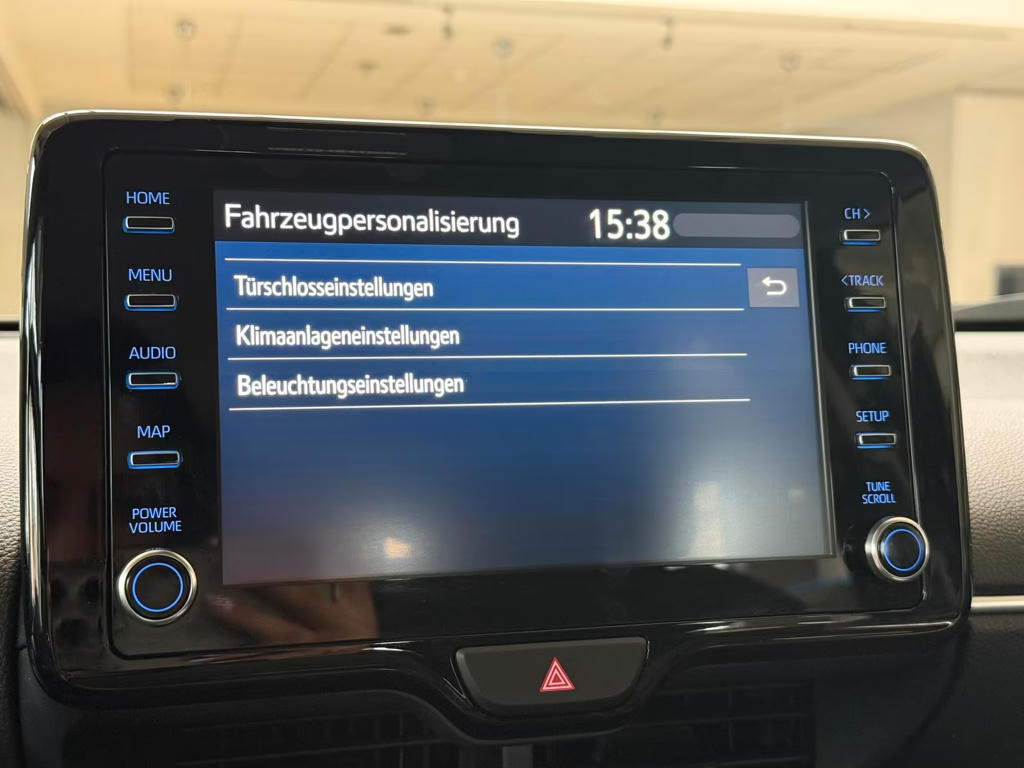 HOME
MENU
AUDIO
MAP
POWER
VOLUME
Fahrzeugpersonalisierung 15:38
Türschlosseinstellungen
Klimaanlageneinstellungen
Beleuchtungseinstellungen
CH>
<TRACK
PHONE
SETUP
TUNE
SCROLL